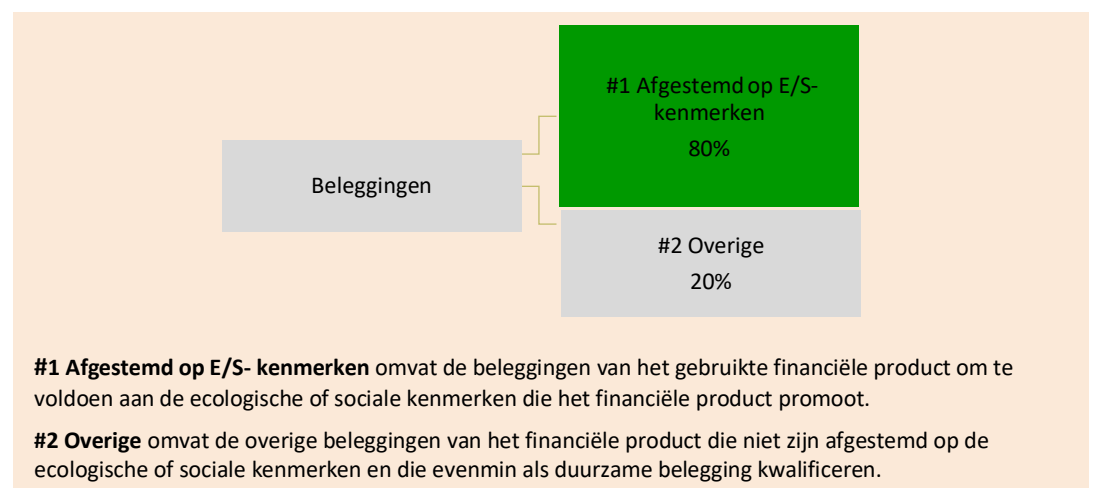 #1 Afgestemd op E/S-
kenmerken
80%
Beleggingen
#2 Overige
20%
#1 Afgestemd op E/S- kenmerken omvat de beleggingen van het gebruikte financiële product om te
voldoen aan de ecologische of sociale kenmerken die het financiële product promoot.
#2 Overige omvat de overige beleggingen van het financiële product die niet zijn afgestemd op de
ecologische of sociale kenmerken en die evenmin als duurzame belegging kwalificeren.